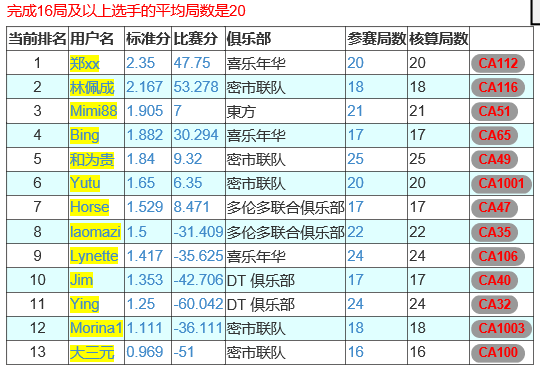 完成16局及以上选手的平均局数是20
当前排名 用户名 标准分 比赛分 俱乐部 参赛局数 核算局数
1 郑xx 2.35 47.75 喜乐年华 20 20 CA112
2 林佩成 2.167 53.278 密市联队 18 18 CA116
3 Mimi88 1.905 7 東方 21 21 CA51
4 Bing 1.882 30.294 喜乐年华 17 17 CA65
5 和为贵 1.84 9.32 密市联队 25 25 CA49
6 Yutu 1.65 6.35 密市联队 20 20 CA1001
7 Horse 1.529 8.471 多伦多联合俱乐部 17 17 CA47
8 laomazi 1.5 -31.409 多伦多联合俱乐部 22 22 CA35
9 Lynette 1.417 -35.625 喜乐年华 24 24 CA106
10 Jim 1.353 -42.706 DT 俱乐部 17 17 CA40
11 Ying 1.25 -60.042 DT 俱乐部 24 24 CA32
12 Morina1 1.111 -36.111 密市联队 18 18 CA1003
13 大三元 0.969 -51 密市联队 16 16 CA100